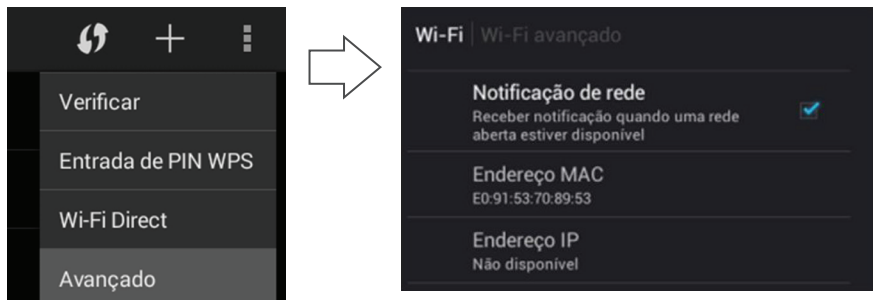 Verificar
Entrada de PIN WPS
Wi-Fi Direct
Avançado
Wi-Fi | Wi-Fi avançado
Notificação de rede
Receber notificação quando uma rede
aberta estiver disponível
Endereço MAC
E0:91:53:70:89:53
Endereço IP
Não disponível